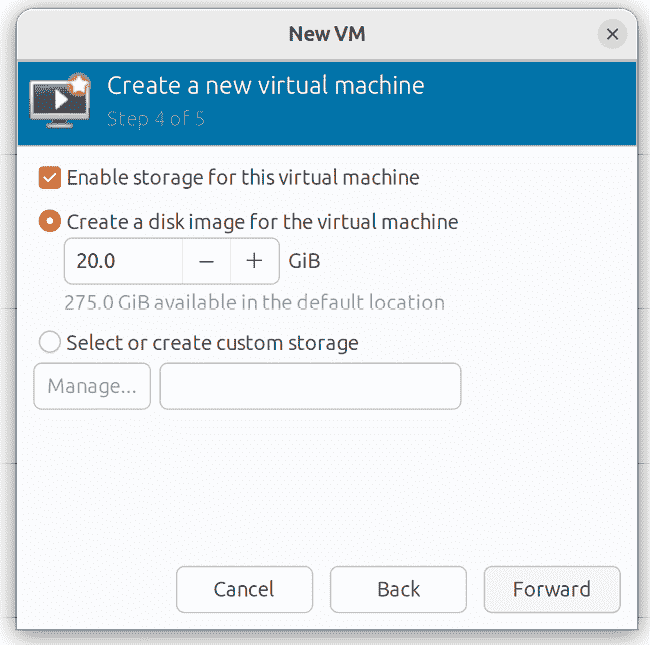 New VM
Create a new virtual machine
Step 4 of 5
Enable storage for this virtual machine
Create a disk image for the virtual machine
20.0 − + GiB
275.0 GiB available in the default location
Select or create custom storage
Manage...
Cancel Back Forward